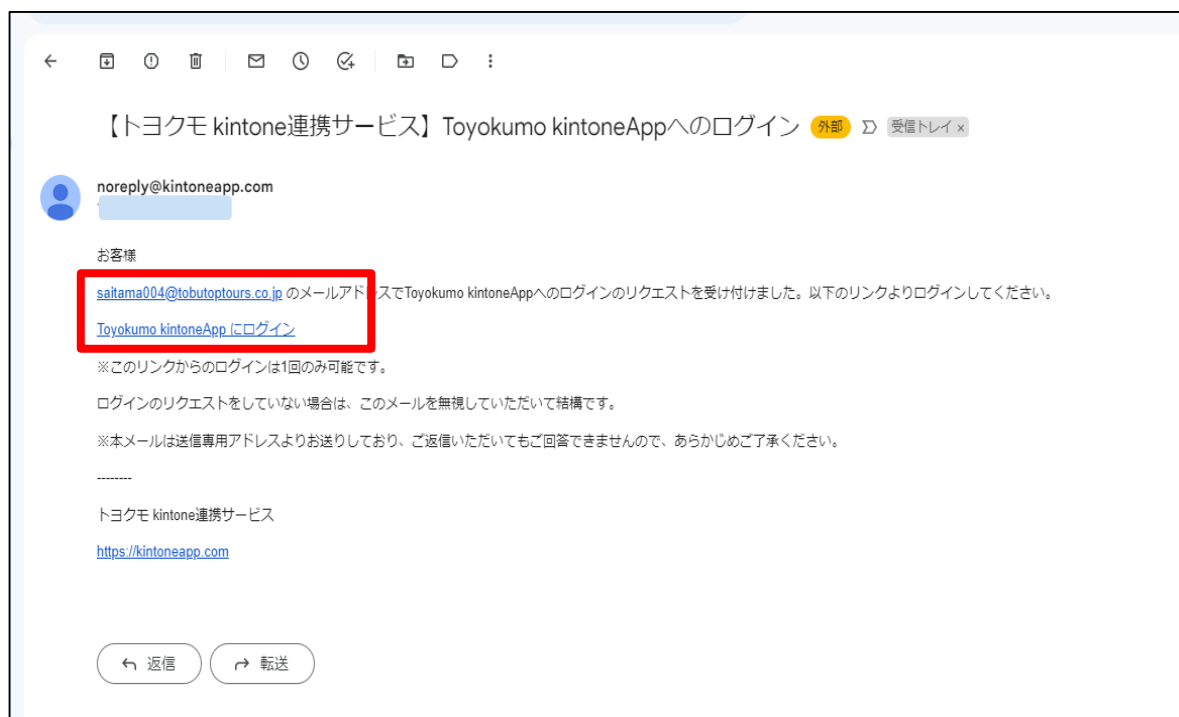 【トヨクモ kintone連携サービス】Toyokumo kintoneAppへのログイン 外部 受信トレイ ×
noreply@kintoneapp.com
お客様
saitama004@tobutoptours.co.jp のメールアドレスでToyokumo kintoneAppへのログインのリクエストを受け付けました。以下のリンクよりログインしてください。
Toyokumo kintoneApp にログイン
※このリンクからのログインは1回のみ可能です。
ログインのリクエストをしていない場合は、このメールを無視していただいて結構です。
※本メールは送信専用アドレスよりお送りしており、ご返信いただいてもご回答できませんので、あらかじめご了承ください。
--------
トヨクモ kintone連携サービス
https://kintoneapp.com
返信 転送